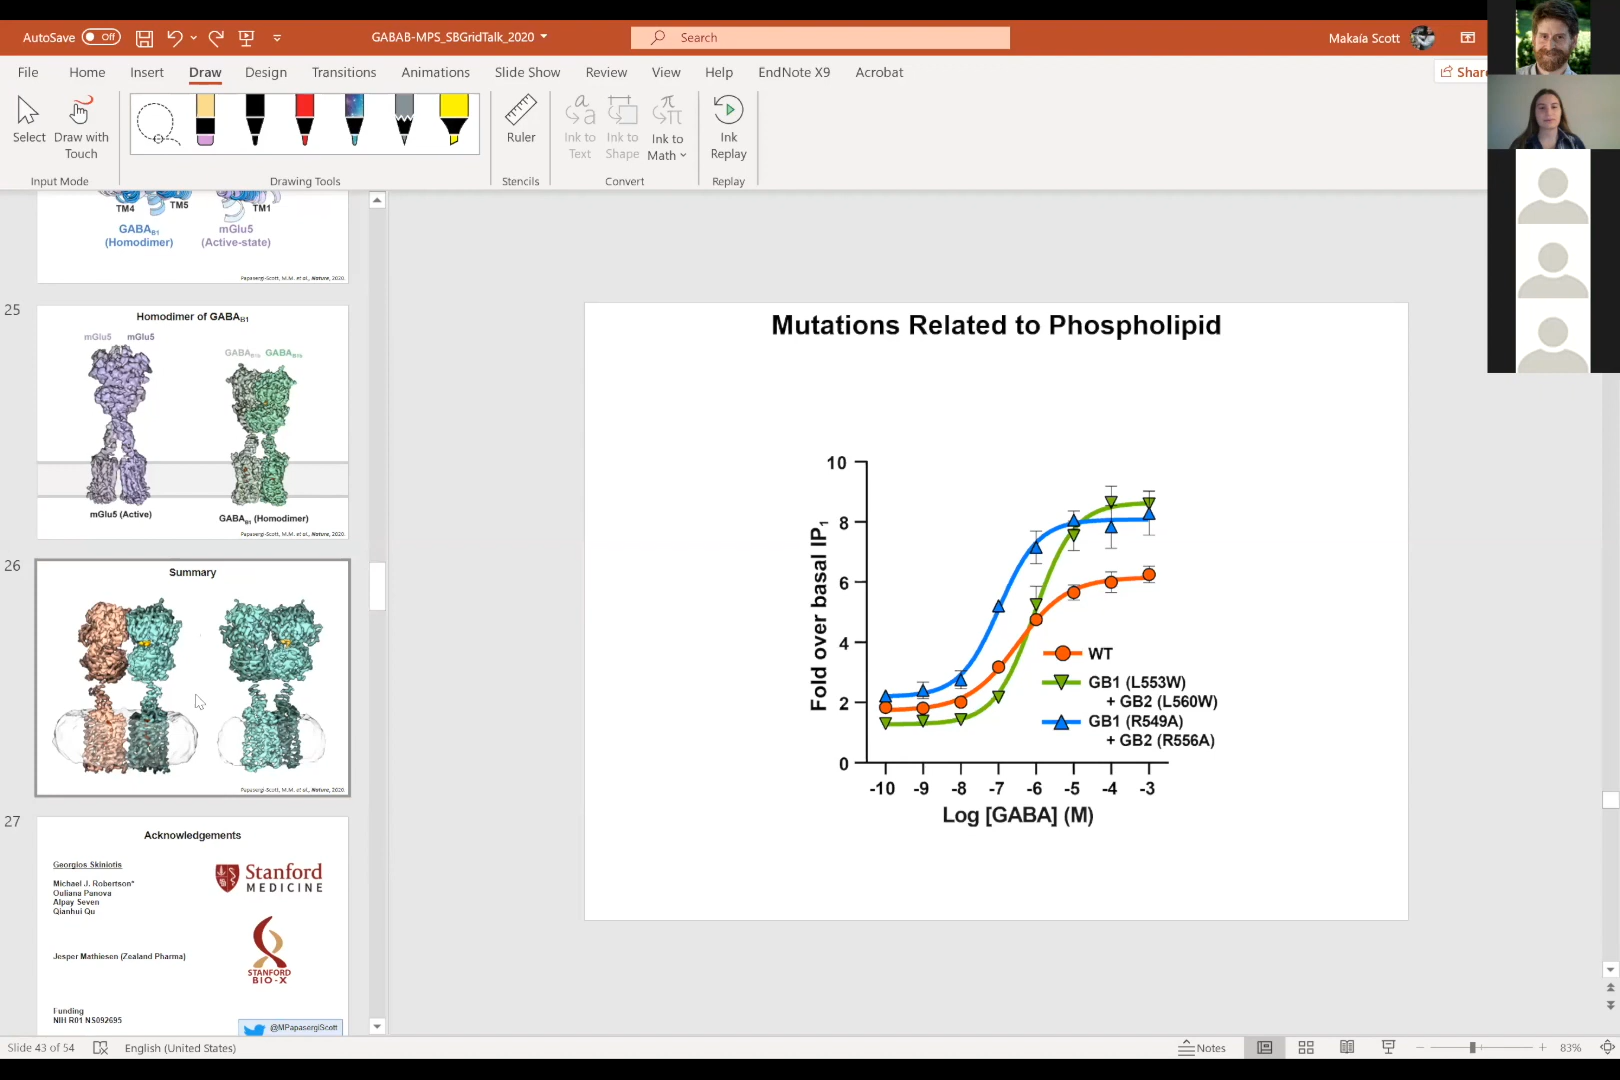 AutoSave Off
GABAB-MPS_SBGridTalk_2020
Search
Makaía Scott
File Home Insert Draw Design Transitions Animations Slide Show Review View Help EndNote X9 Acrobat
Share
Select
Draw with
Touch
Input Mode
Drawing Tools
Ruler
Stencils
Ink to
Text
Ink to
Shape
Ink to
Math
Convert
Ink
Replay
Replay
TM4 TM5 TM1
GABAB1
(Homodimer)
mGlu5
(Active-state)
Papasergi-Scott, M.M. et al., Nature, 2020.
25
Homodimer of GABAB1
mGlu5 mGlu5
mGlu5 (Active)
GABAB1 (Homodimer)
Papasergi-Scott, M.M. et al., Nature, 2020.
26
Summary
Papasergi-Scott, M.M. et al., Nature, 2020.
27
Acknowledgements
Georgios Skiniotis
Michael J. Robertson*
Ouliana Panova
Alpay Seven
Qianhui Qu
Jesper Mathiesen (Zealand Pharma)
Funding
NIH R01 NS092695
Stanford
MEDICINE
STANFORD
BIO-X
@MPapasergiScott
Mutations Related to Phospholipid
Fold over basal IP1
10
8
6
4
2
0
WT
GB1 (L553W)
+ GB2 (L560W)
GB1 (R549A)
+ GB2 (R556A)
-10 -9 -8 -7 -6 -5 -4 -3
Log [GABA] (M)
Slide 43 of 54
English (United States)
Notes
83%